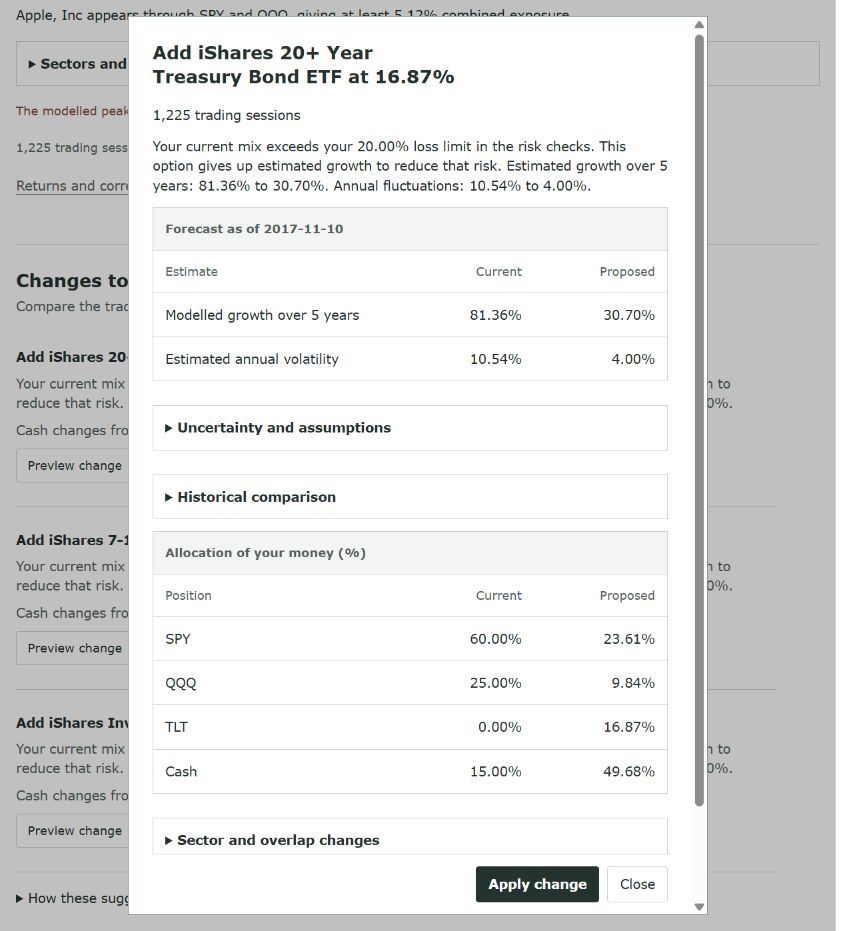 Apple, Inc appears through SPY and QQQ, giving at least 5.12% combined exposure
▸ Sectors and
The modelled peak
1,225 trading sess
Returns and corre
Changes to
Compare the trad
Add iShares 20+
Your current mix
n to
reduce that risk.
0%.
Cash changes fro
Preview change
Add iShares 7-1
Your current mix
n to
reduce that risk.
0%.
Cash changes fro
Preview change
Add iShares Inv
Your current mix
n to
reduce that risk.
0%.
Cash changes fro
Preview change
▸ How these sugg
Add iShares 20+ Year
Treasury Bond ETF at 16.87%
1,225 trading sessions
Your current mix exceeds your 20.00% loss limit in the risk checks. This
option gives up estimated growth to reduce that risk. Estimated growth over 5
years: 81.36% to 30.70%. Annual fluctuations: 10.54% to 4.00%.
Forecast as of 2017-11-10
Estimate Current Proposed
Modelled growth over 5 years 81.36% 30.70%
Estimated annual volatility 10.54% 4.00%
▸ Uncertainty and assumptions
▸ Historical comparison
Allocation of your money (%)
Position Current Proposed
SPY 60.00% 23.61%
QQQ 25.00% 9.84%
TLT 0.00% 16.87%
Cash 15.00% 49.68%
▸ Sector and overlap changes
Apply change Close